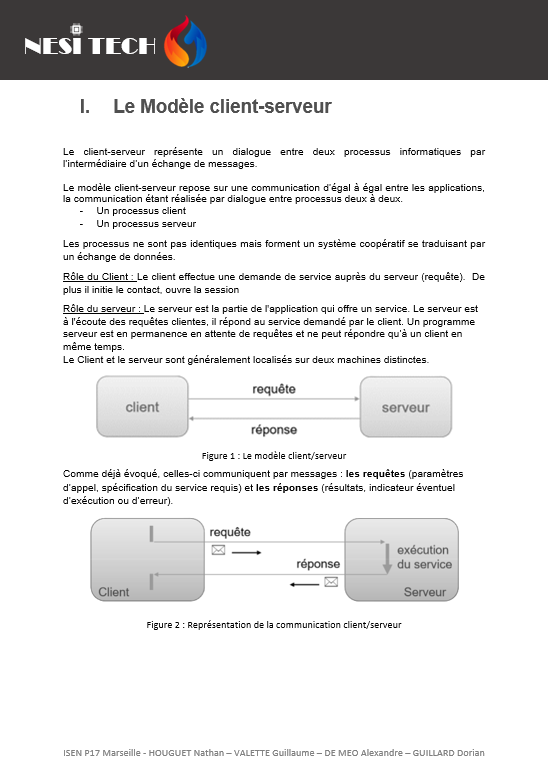 NESI TECH
I. Le Modèle client-serveur
Le client-serveur représente un dialogue entre deux processus informatiques par
l'intermédiaire d'un échange de messages.
Le modèle client-serveur repose sur une communication d'égal à égal entre les applications,
la communication étant réalisée par dialogue entre processus deux à deux.
- Un processus client
- Un processus serveur
Les processus ne sont pas identiques mais forment un système coopératif se traduisant par
un échange de données.
Rôle du Client : Le client effectue une demande de service auprès du serveur (requête). De
plus il initie le contact, ouvre la session
Rôle du serveur : Le serveur est la partie de l'application qui offre un service. Le serveur est
à l'écoute des requêtes clientes, il répond au service demandé par le client. Un programme
serveur est en permanence en attente de requêtes et ne peut répondre qu'à un client en
même temps.
Le Client et le serveur sont généralement localisés sur deux machines distinctes.
client
requête
réponse
serveur
Figure 1 : Le modèle client/serveur
Comme déjà évoqué, celles-ci communiquent par messages : les requêtes (paramètres
d'appel, spécification du service requis) et les réponses (résultats, indicateur éventuel
d'exécution ou d'erreur).
requête
réponse
exécution
du service
Client
Serveur
Figure 2 : Représentation de la communication client/serveur
ISEN P17 Marseille - HOUGUET Nathan – VALETTE Guillaume – DE MEO Alexandre – GUILLARD Dorian